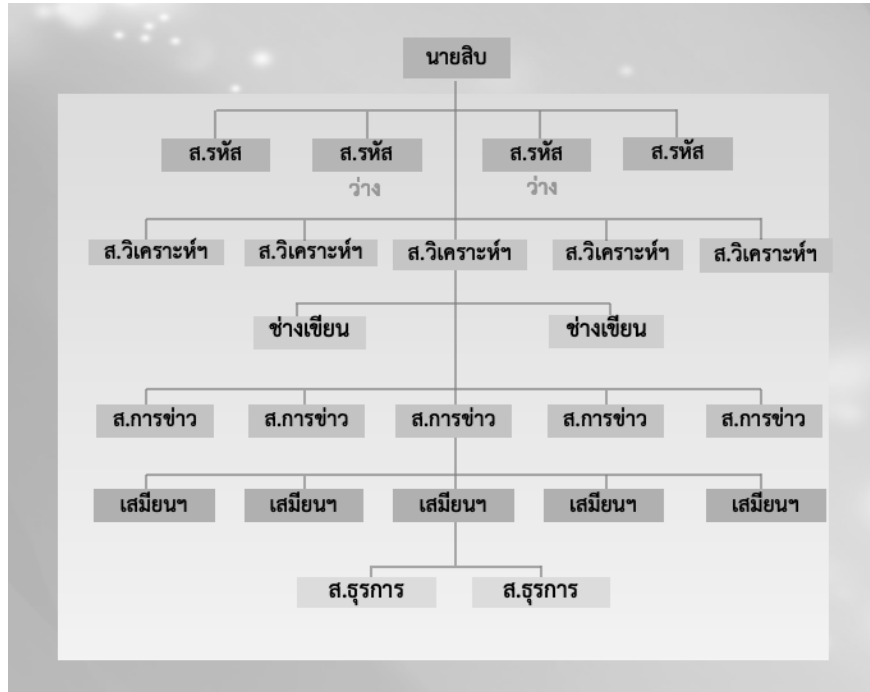 นายสิบ
ส.รหัส ส.รหัส ส.รหัส ส.รหัส
ว่าง ว่าง
ส.วิเคราะห์ฯ ส.วิเคราะห์ฯ ส.วิเคราะห์ฯ ส.วิเคราะห์ฯ ส.วิเคราะห์ฯ
ช่างเขียน ช่างเขียน
ส.การข่าว ส.การข่าว ส.การข่าว ส.การข่าว ส.การข่าว
เสมียนฯ เสมียนฯ เสมียนฯ เสมียนฯ เสมียนฯ
ส.ธุรการ ส.ธุรการ